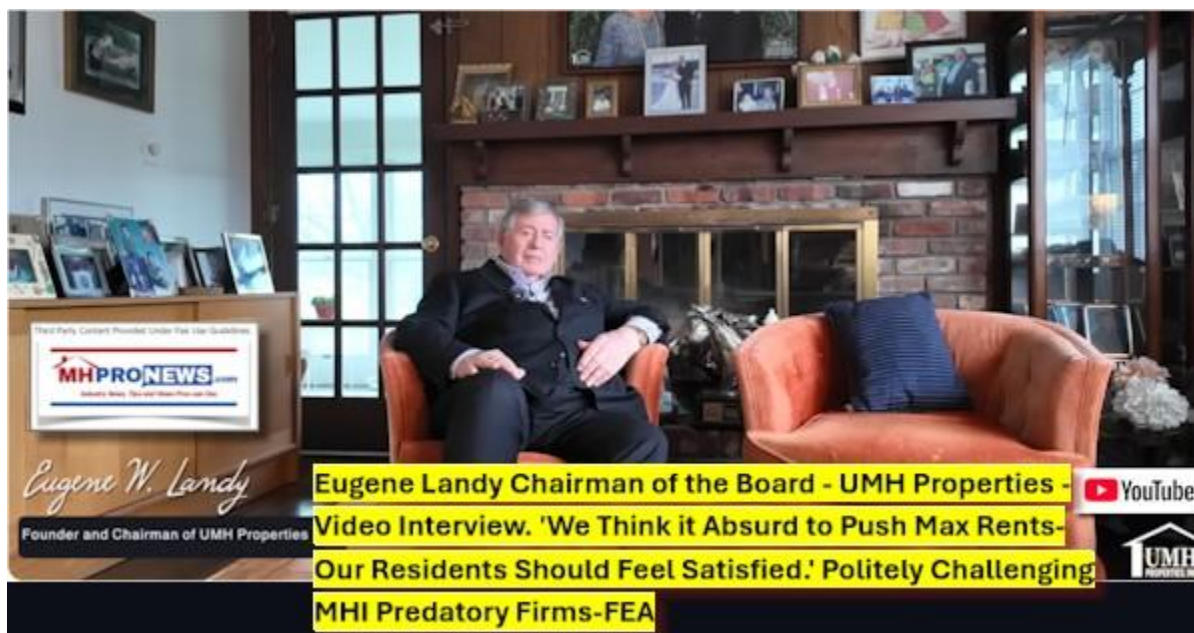 Third Party Content Provided Under Fair Use Guidelines.
MHPRONEWS.com
Industry News, Tips and Views Pros can Use
Eugene W. Landy
Founder and Chairman of UMH Properties
Eugene Landy Chairman of the Board - UMH Properties -
Video Interview. 'We Think it Absurd to Push Max Rents-
Our Residents Should Feel Satisfied.' Politely Challenging
MHI Predatory Firms-FEA
YouTube
UMH
PROPERTIES, INC